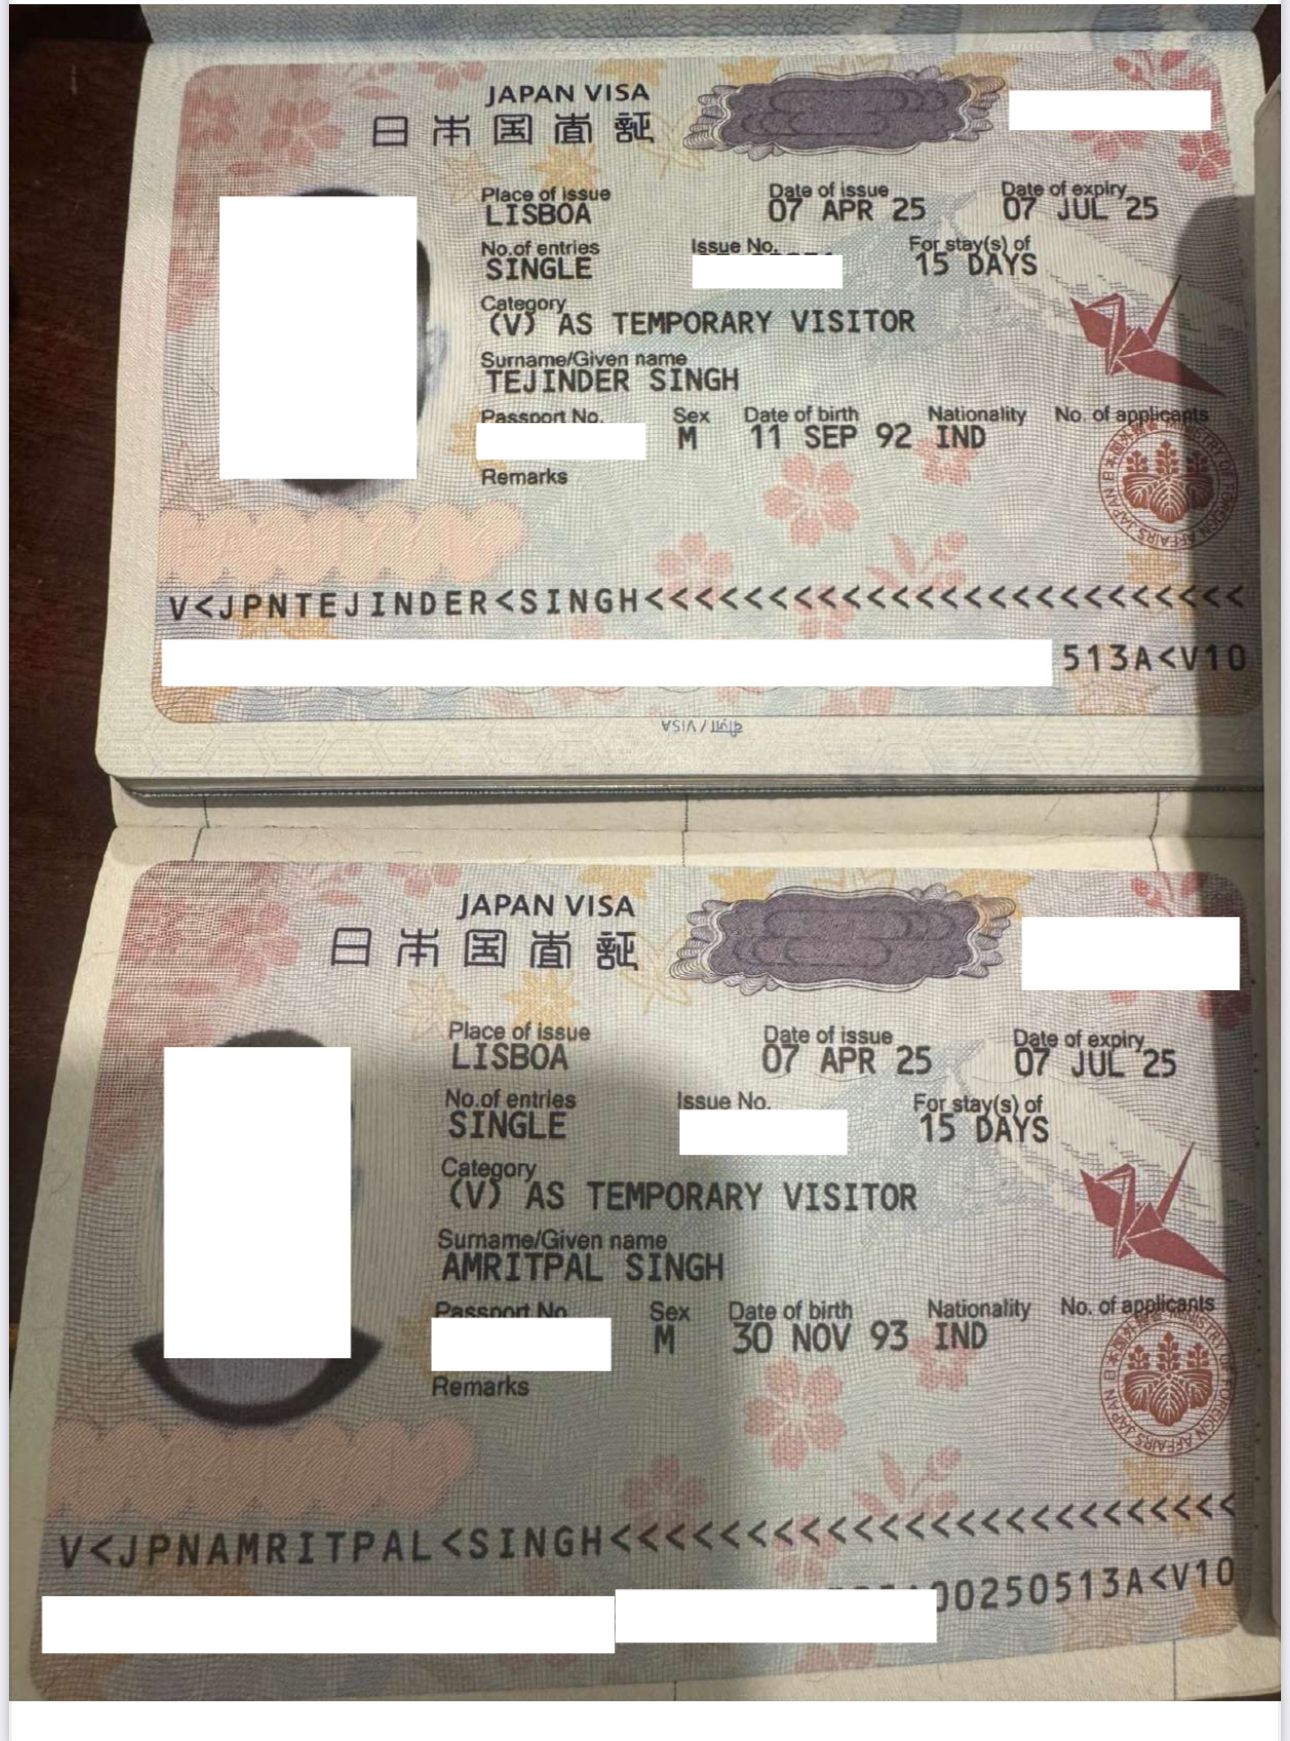 JAPAN VISA
日本国査証
Place of issue Date of issue Date of expiry
LISBOA 07 APR 25 07 JUL 25
No.of entries Issue No. For stay(s) of
SINGLE 15 DAYS
Category
(V) AS TEMPORARY VISITOR
Surname/Given name
TEJINDER SINGH
Passport No. Sex Date of birth Nationality No. of applicants
M 11 SEP 92 IND
Remarks
V<JPNTEJINDER<SINGH<<<<<<<<<<<<<<<<<<<<<<<<<
513A<V10
वीज़ा / VISA
JAPAN VISA
日本国査証
Place of issue Date of issue Date of expiry
LISBOA 07 APR 25 07 JUL 25
No.of entries Issue No. For stay(s) of
SINGLE 15 DAYS
Category
(V) AS TEMPORARY VISITOR
Surname/Given name
AMRITPAL SINGH
Passport No Sex Date of birth Nationality No. of applicants
M 30 NOV 93 IND
Remarks
V<JPNAMRITPAL<SINGH<<<<<<<<<<<<<<<<<<<<<<<<<
00250513A<V10